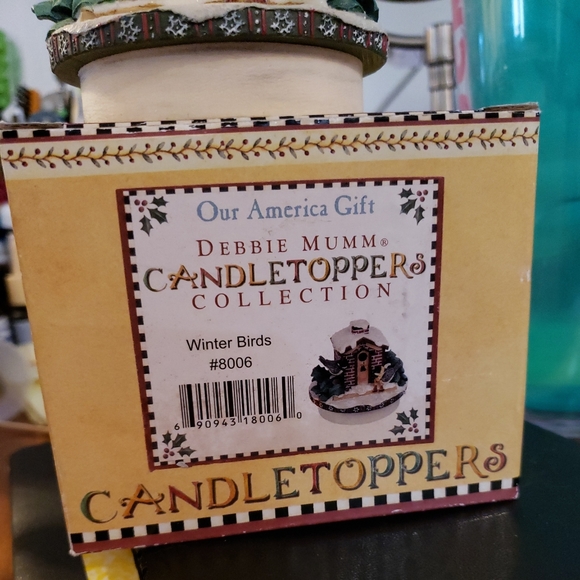 Our America Gift
DEBBIE MUMM®
CANDLETOPPERS
COLLECTION
Winter Birds
#8006
6 90943 18006 0
CANDLETOPPERS